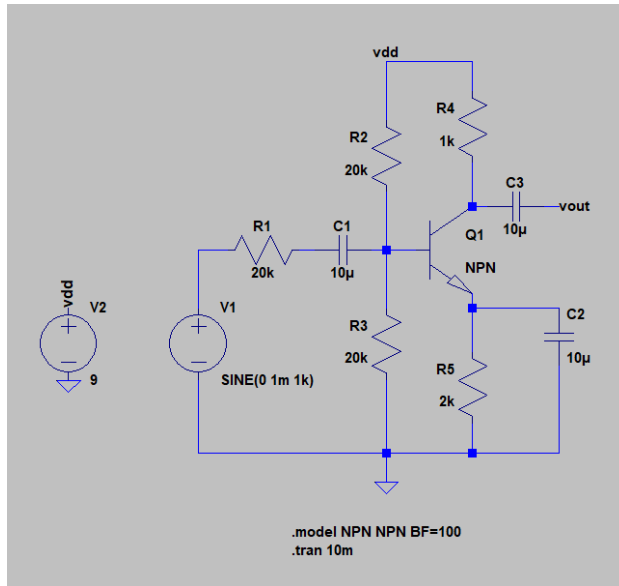 vdd
R4
1k
R2
20k
C3
vout
10µ
Q1
NPN
R1
20k
C1
10µ
vdd
V2
9
V1
SINE(0 1m 1k)
R3
20k
R5
2k
C2
10µ
.model NPN NPN BF=100
.tran 10m